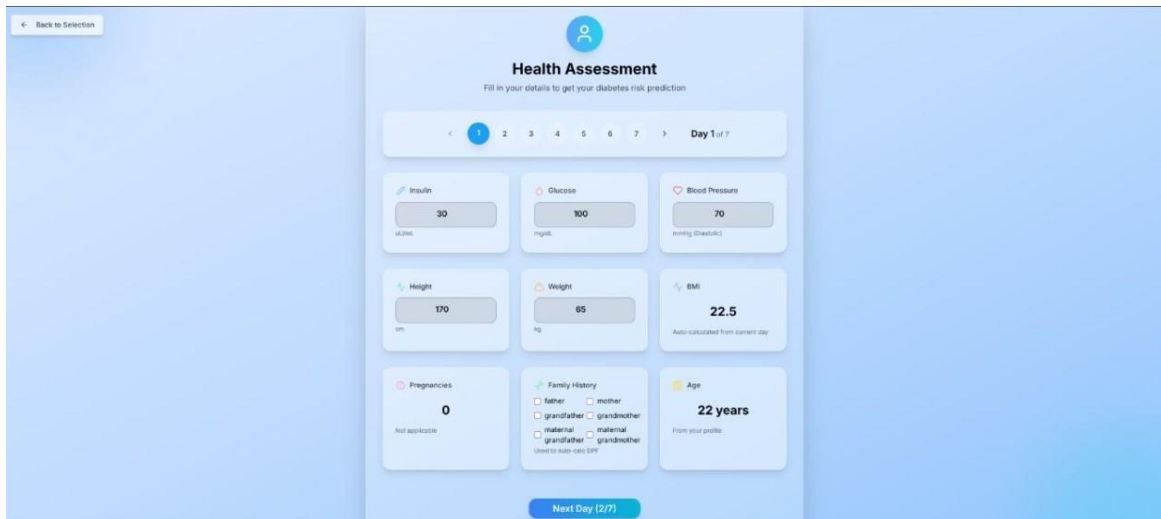 ← Back to Selection
Health Assessment
Fill in your details to get your diabetes risk prediction
‹ 1 2 3 4 5 6 7 › Day 1 of 7
Insulin
30
uU/mL
Glucose
100
mg/dL
Blood Pressure
70
mmHg (Diastolic)
Height
170
cm
Weight
65
kg
BMI
22.5
Auto-calculated from current day
Pregnancies
0
Not applicable
Family History
father mother
grandfather grandmother
maternal maternal
grandfather grandmother
Used to auto-calc DPF
Age
22 years
From your profile
Next Day (2/7)